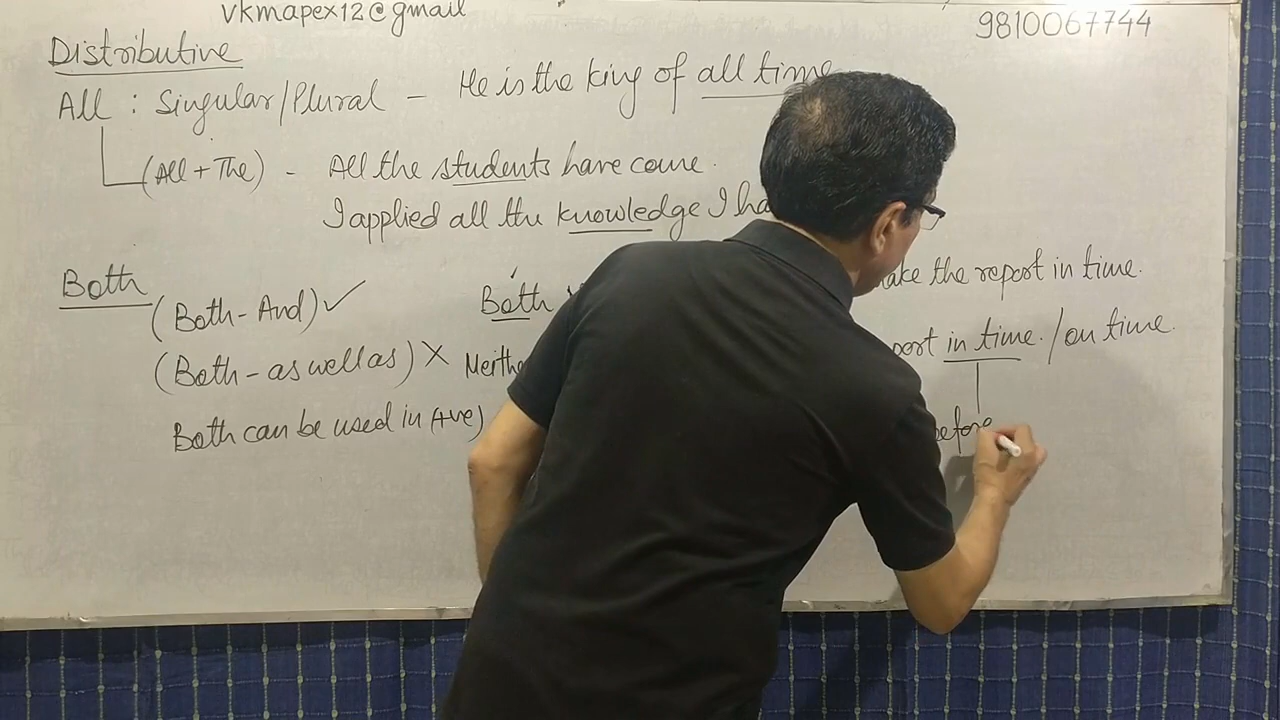 vkmapex12@gmail
9810067744
Distributive
All : Singular/Plural – He is the king of all time
(All + The) - All the students have come.
I applied all the knowledge I ha
Both
(Both - And) ✓ Both ake the report in time.
(Both - as well as) × Neithe port in time. / on time.
Both can be used in (+ve) before